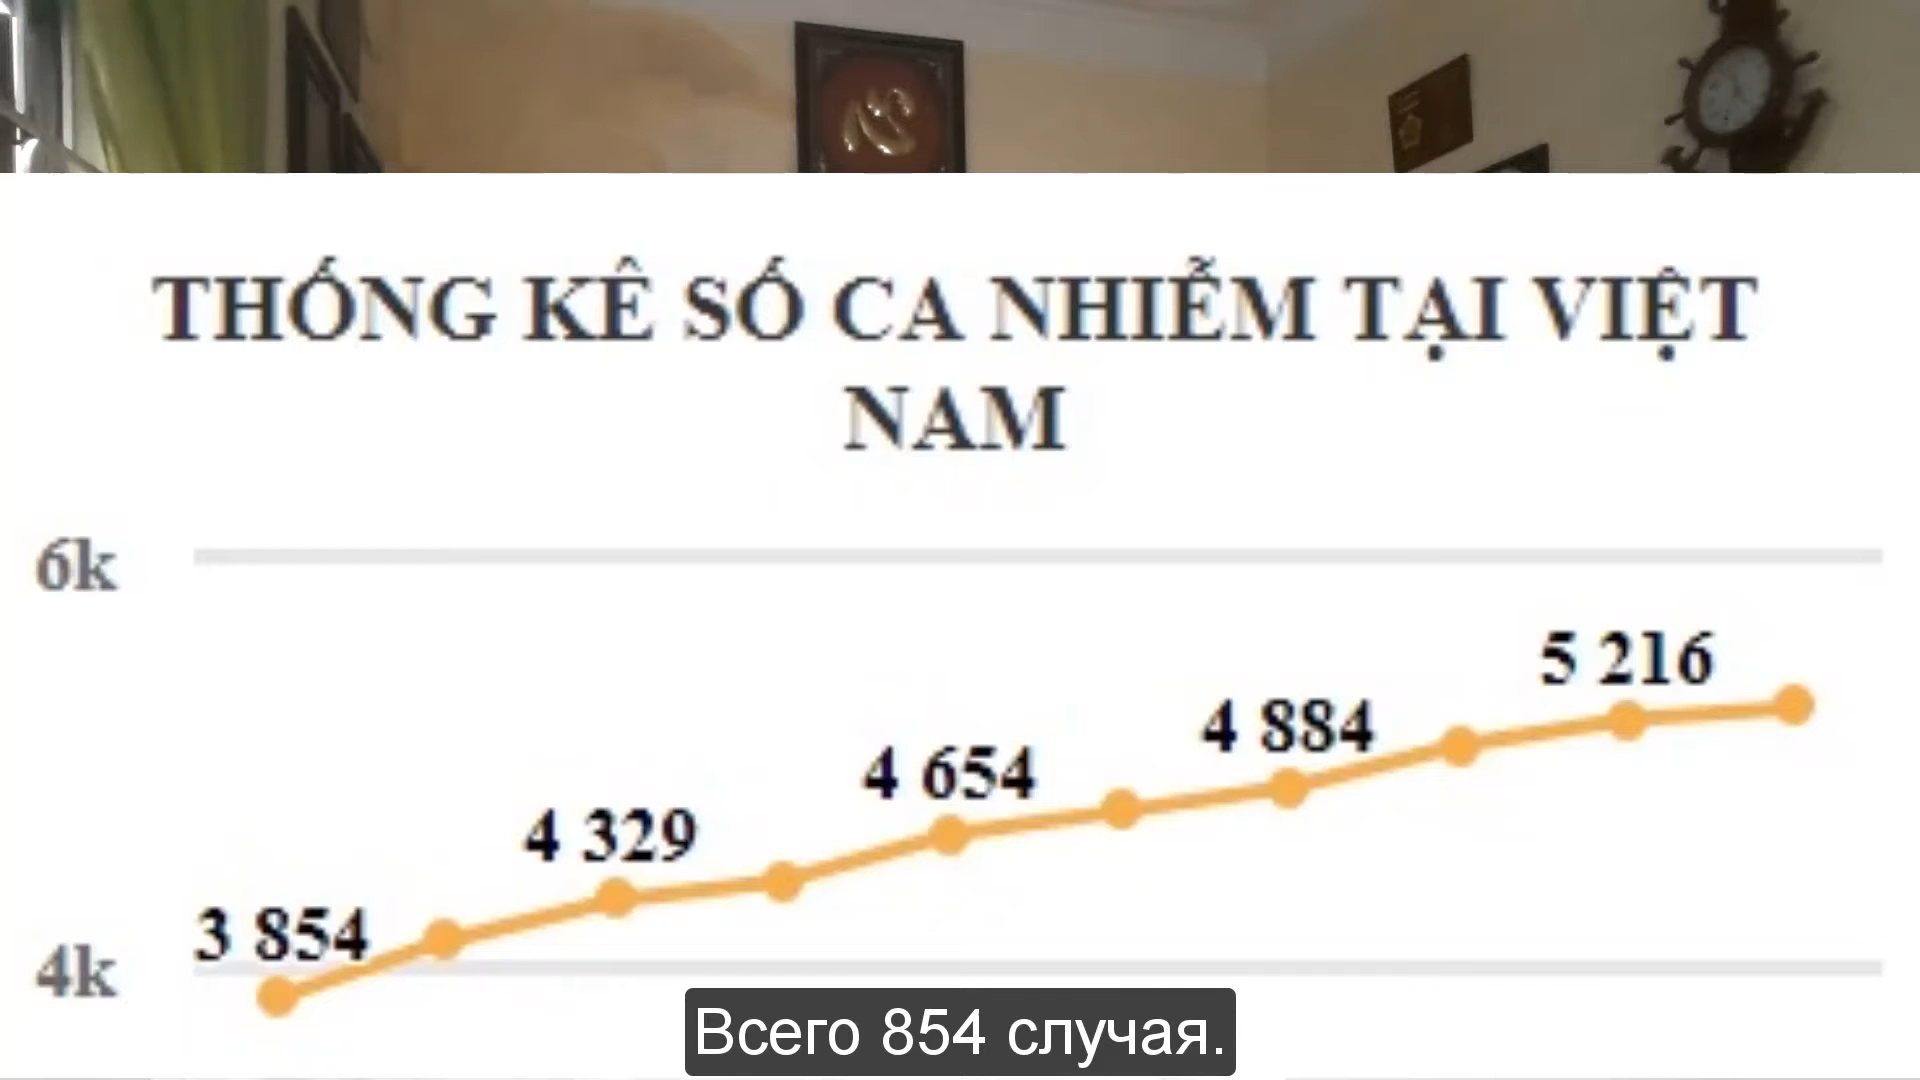 THỐNG KÊ SỐ CA NHIỄM TẠI VIỆT
NAM
6k
5 216
4 884
4 654
4 329
3 854
4k
Всего 854 случая.